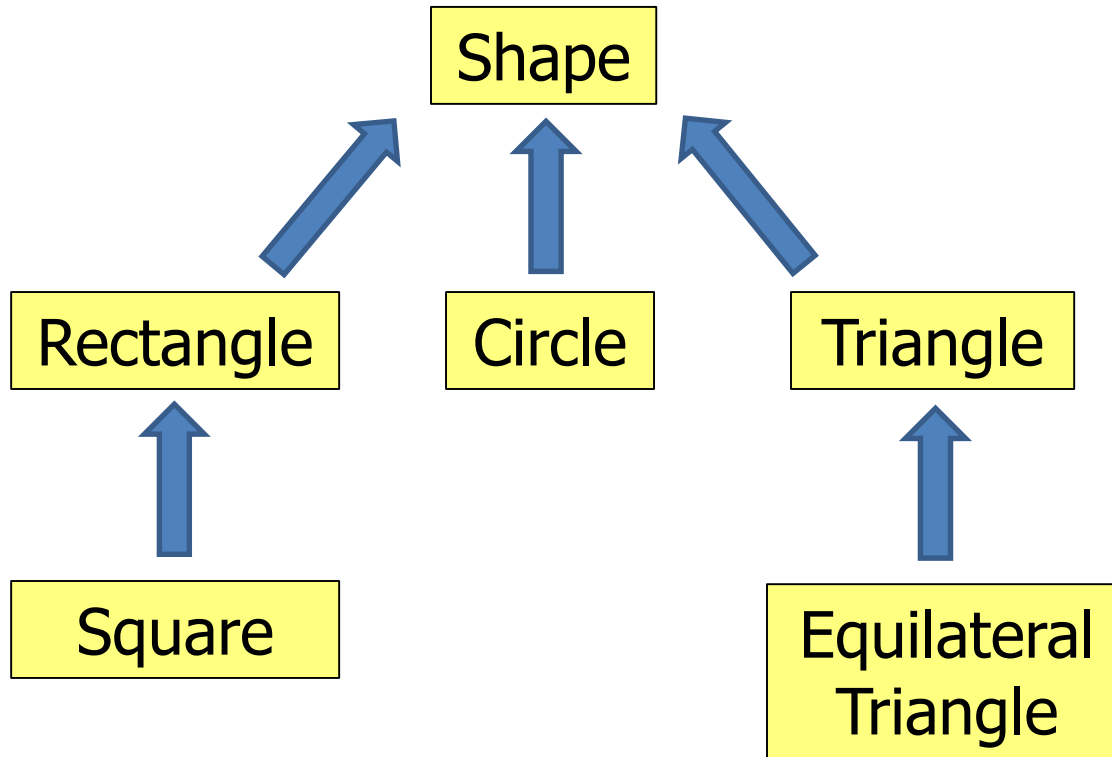 Shape
Rectangle
Circle
Triangle
Square
Equilateral
Triangle